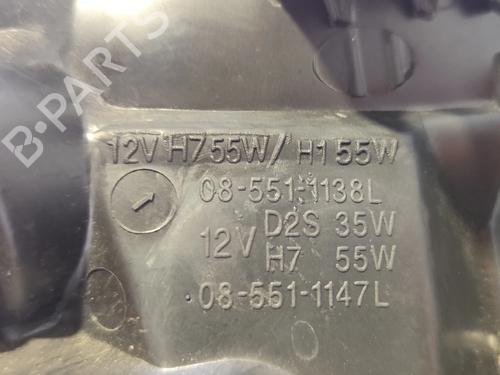 12V H7 55W/ H1 55W
08-551-1138L
12V D2S 35W
H7 55W
.08-551-1147L
B-PARTS